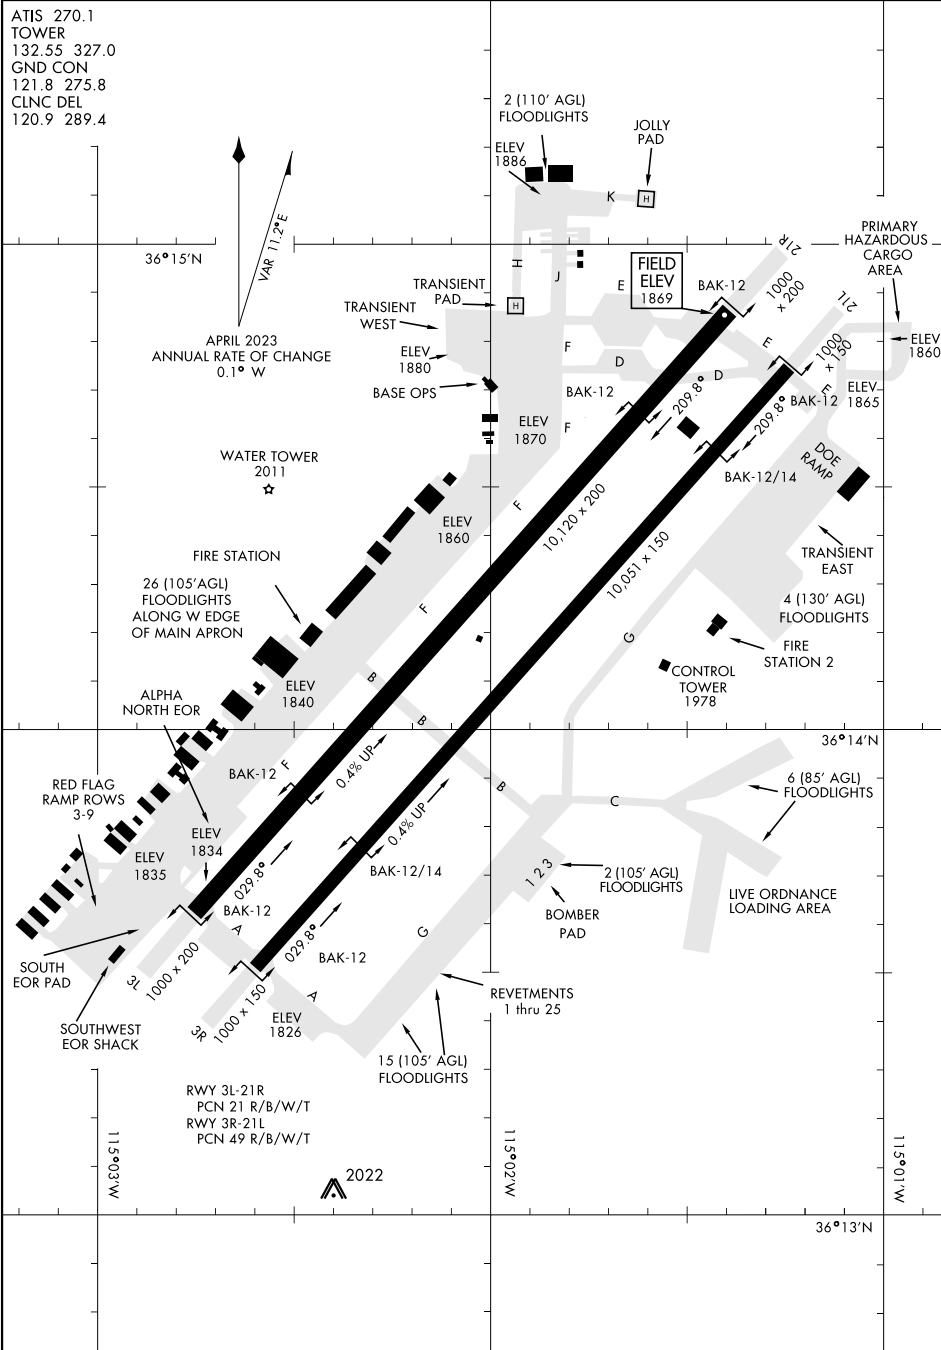 ATIS 270.1
TOWER
132.55 327.0
GND CON
121.8 275.8
CLNC DEL
120.9 289.4
2 (110' AGL)
FLOODLIGHTS
JOLLY
PAD
ELEV
1886
K
H
PRIMARY
HAZARDOUS
CARGO
AREA
36°15'N
VAR 11.2°E
H
J
E
FIELD
ELEV
1869
BAK-12
21R
1000
x 200
21L
TRANSIENT
PAD
H
TRANSIENT
WEST
APRIL 2023
ANNUAL RATE OF CHANGE
0.1° W
ELEV
1880
F
D
E
D
1000
x 150
ELEV
1860
E
BASE OPS
BAK-12
209.8°
BAK-12
ELEV
1865
209.8°
ELEV
1870
F
WATER TOWER
2011
BAK-12/14
DOE
RAMP
F
10,120 x 200
ELEV
1860
10,051 x 150
TRANSIENT
EAST
FIRE STATION
26 (105'AGL)
FLOODLIGHTS
ALONG W EDGE
OF MAIN APRON
F
4 (130' AGL)
FLOODLIGHTS
G
FIRE
STATION 2
B
CONTROL
TOWER
1978
ELEV
1840
ALPHA
NORTH EOR
B
36°14'N
F
BAK-12
0.4% UP
RED FLAG
RAMP ROWS
3-9
B
C
6 (85' AGL)
FLOODLIGHTS
0.4% UP
ELEV
1834
ELEV
1835
029.8°
BAK-12/14
1 2 3
2 (105' AGL)
FLOODLIGHTS
LIVE ORDNANCE
LOADING AREA
BAK-12
A
G
BOMBER
PAD
029.8°
BAK-12
SOUTH
EOR PAD
3L
1000 x 200
A
REVETMENTS
1 thru 25
SOUTHWEST
EOR SHACK
3R
1000 x 150
ELEV
1826
15 (105' AGL)
FLOODLIGHTS
RWY 3L-21R
PCN 21 R/B/W/T
RWY 3R-21L
PCN 49 R/B/W/T
115°03'W
115°02'W
115°01'W
2022
36°13'N